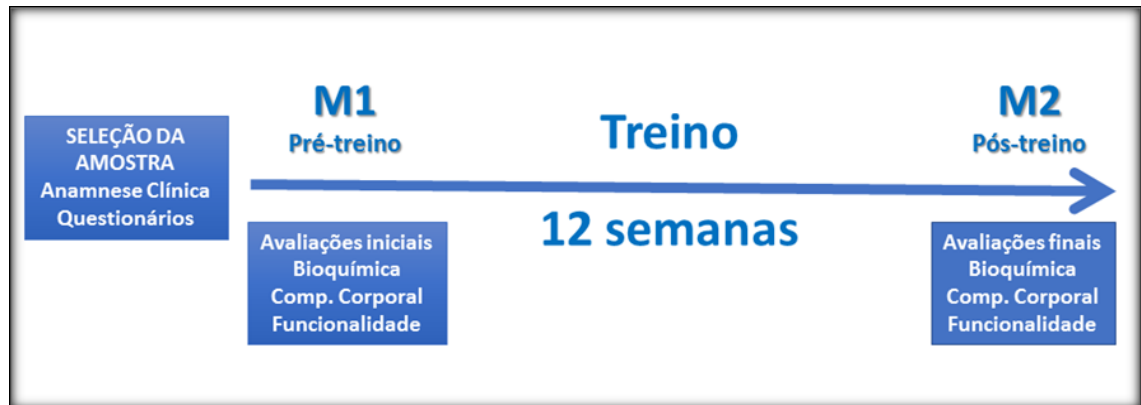 SELEÇÃO DA
AMOSTRA
Anamnese Clínica
Questionários
M1
Pré-treino
Avaliações iniciais
Bioquímica
Comp. Corporal
Funcionalidade
Treino
12 semanas
M2
Pós-treino
Avaliações finais
Bioquímica
Comp. Corporal
Funcionalidade